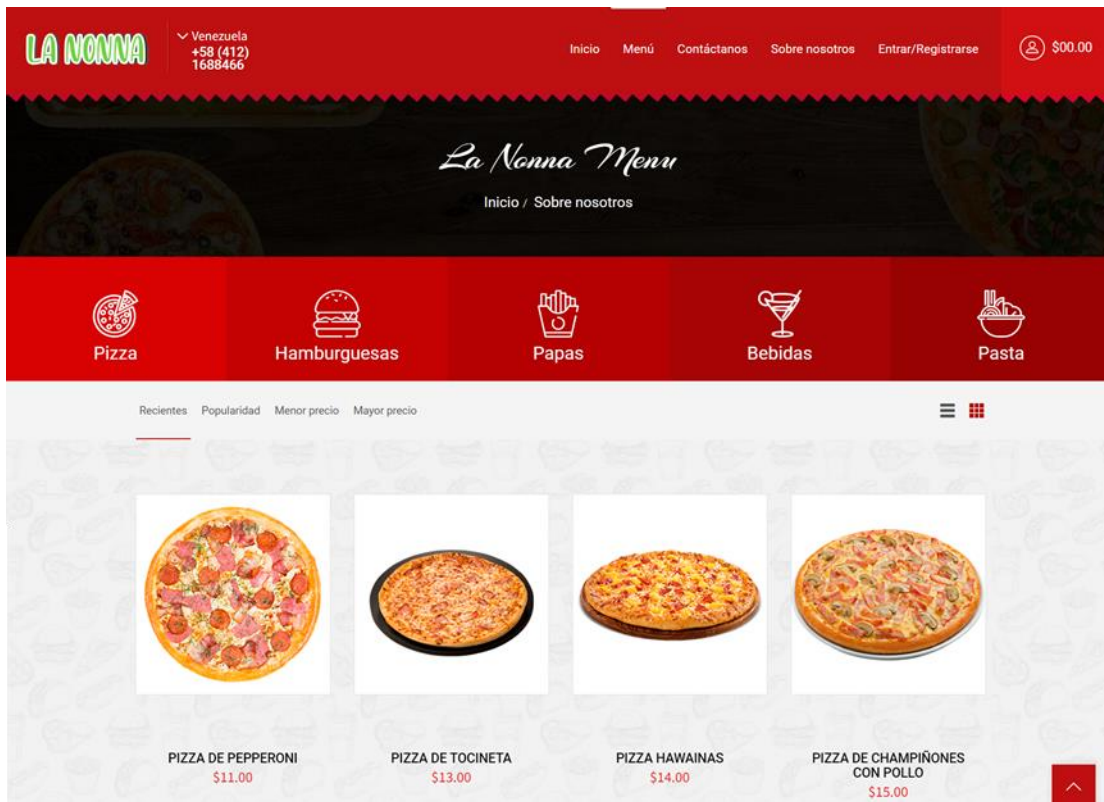 LA NONNA
Venezuela
+58 (412)
1688466
Inicio Menú Contáctanos Sobre nosotros Entrar/Registrarse
$00.00
La Nonna Menu
Inicio / Sobre nosotros
Pizza Hamburguesas Papas Bebidas Pasta
Recientes Popularidad Menor precio Mayor precio
PIZZA DE PEPPERONI
$11.00
PIZZA DE TOCINETA
$13.00
PIZZA HAWAINAS
$14.00
PIZZA DE CHAMPIÑONES
CON POLLO
$15.00